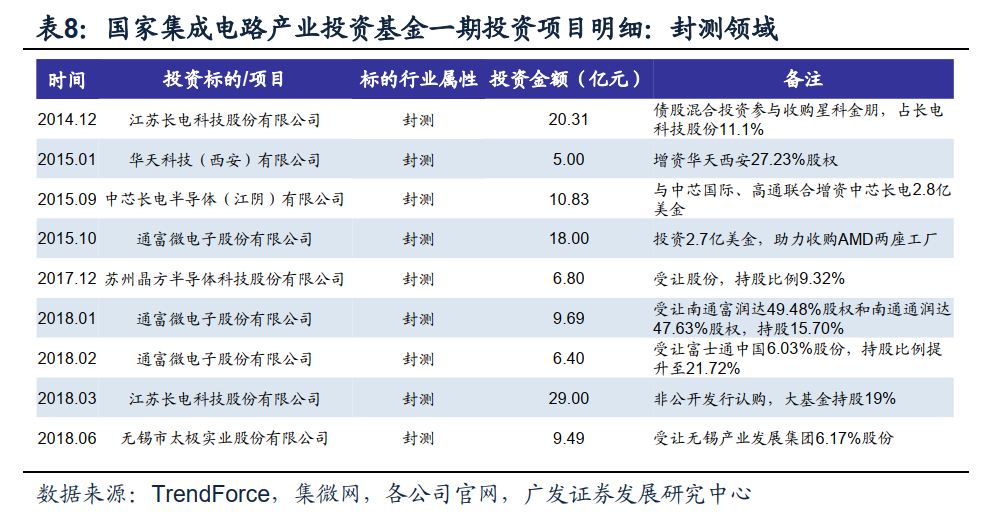 表8：国家集成电路产业投资基金一期投资项目明细：封测领域
时间 投资标的/项目 标的行业属性 投资金额（亿元） 备注
2014.12 江苏长电科技股份有限公司 封测 20.31 债股混合投资参与收购星科金朋，占长电
科技股份11.1%
2015.01 华天科技（西安）有限公司 封测 5.00 增资华天西安27.23%股权
2015.09 中芯长电半导体（江阴）有限公司 封测 10.83 与中芯国际、高通联合增资中芯长电2.8亿
美金
2015.10 通富微电子股份有限公司 封测 18.00 投资2.7亿美金，助力收购AMD两座工厂
2017.12 苏州晶方半导体科技股份有限公司 封测 6.80 受让股份，持股比例9.32%
2018.01 通富微电子股份有限公司 封测 9.69 受让南通富润达49.48%股权和南通通润达
47.63%股权，持股15.70%
2018.02 通富微电子股份有限公司 封测 6.40 受让富士通中国6.03%股份，持股比例提
升至21.72%
2018.03 江苏长电科技股份有限公司 封测 29.00 非公开发行认购，大基金持股19%
2018.06 无锡市太极实业股份有限公司 封测 9.49 受让无锡产业发展集团6.17%股份
数据来源：TrendForce，集微网，各公司官网，广发证券发展研究中心